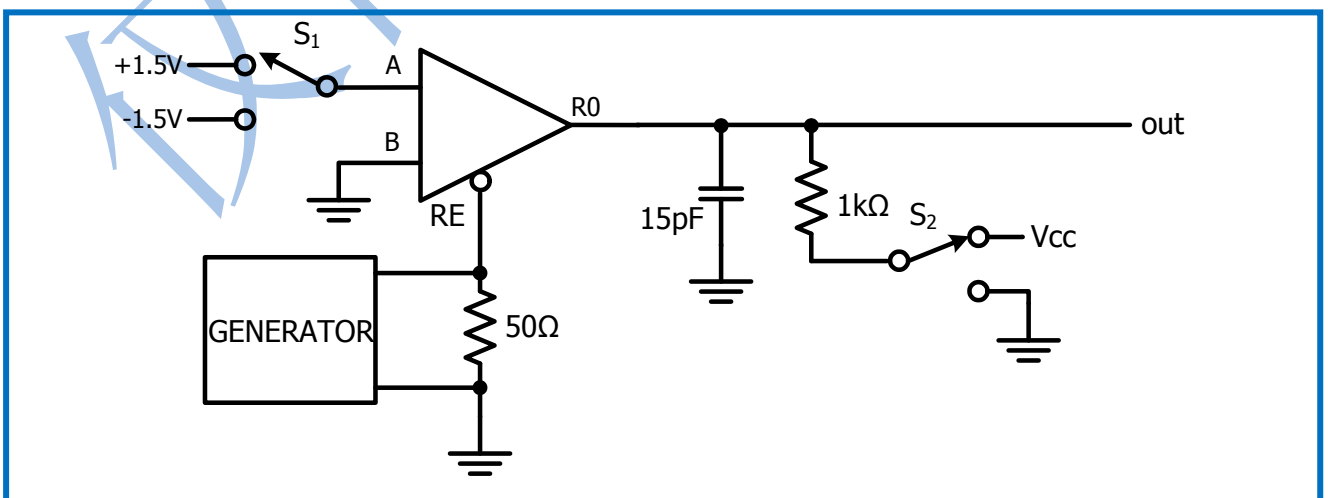 S1
+1.5V
-1.5V
A
B
R0
out
RE
15pF
1kΩ
S2
Vcc
GENERATOR
50Ω